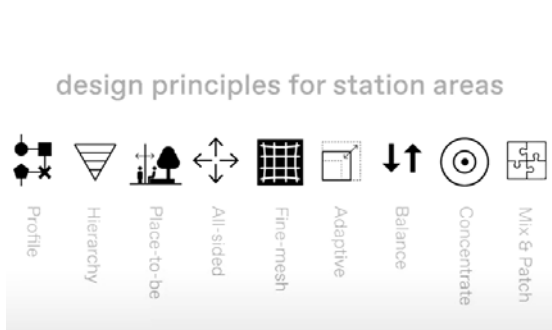 design principles for station areas
Profile
Hierarchy
Place-to-be
All-sided
Fine-mesh
Adaptive
Balance
Concentrate
Mix & Patch